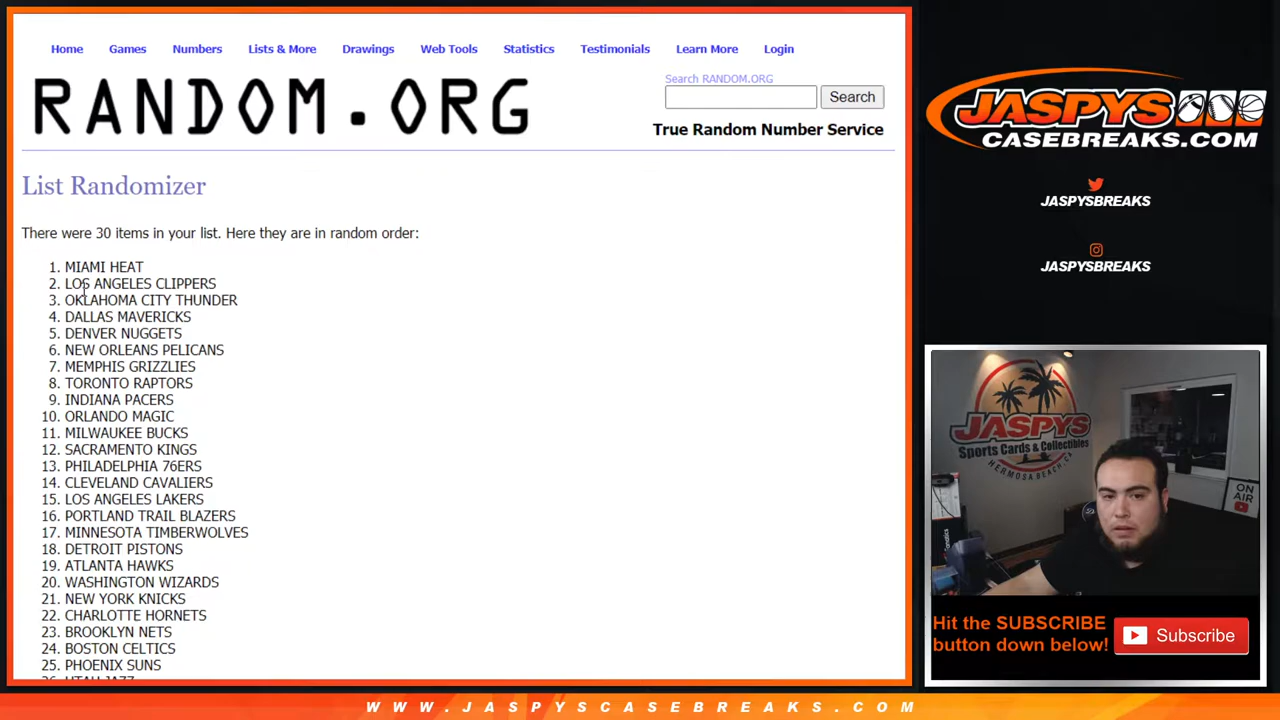 Home Games Numbers Lists & More Drawings Web Tools Statistics Testimonials Learn More Login
RANDOM.ORG
Search RANDOM.ORG
Search
True Random Number Service
List Randomizer
There were 30 items in your list. Here they are in random order:
1. MIAMI HEAT
2. LOS ANGELES CLIPPERS
3. OKLAHOMA CITY THUNDER
4. DALLAS MAVERICKS
5. DENVER NUGGETS
6. NEW ORLEANS PELICANS
7. MEMPHIS GRIZZLIES
8. TORONTO RAPTORS
9. INDIANA PACERS
10. ORLANDO MAGIC
11. MILWAUKEE BUCKS
12. SACRAMENTO KINGS
13. PHILADELPHIA 76ERS
14. CLEVELAND CAVALIERS
15. LOS ANGELES LAKERS
16. PORTLAND TRAIL BLAZERS
17. MINNESOTA TIMBERWOLVES
18. DETROIT PISTONS
19. ATLANTA HAWKS
20. WASHINGTON WIZARDS
21. NEW YORK KNICKS
22. CHARLOTTE HORNETS
23. BROOKLYN NETS
24. BOSTON CELTICS
25. PHOENIX SUNS
26. UTAH JAZZ
JASPYS
CASEBREAKS.COM
JASPYSBREAKS
JASPYSBREAKS
JASPYS
Sports Cards & Collectibles
HERMOSA BEACH, CA
ON
AIR
Hit the SUBSCRIBE
button down below!
Subscribe
WWW.JASPYSCASEBREAKS.COM